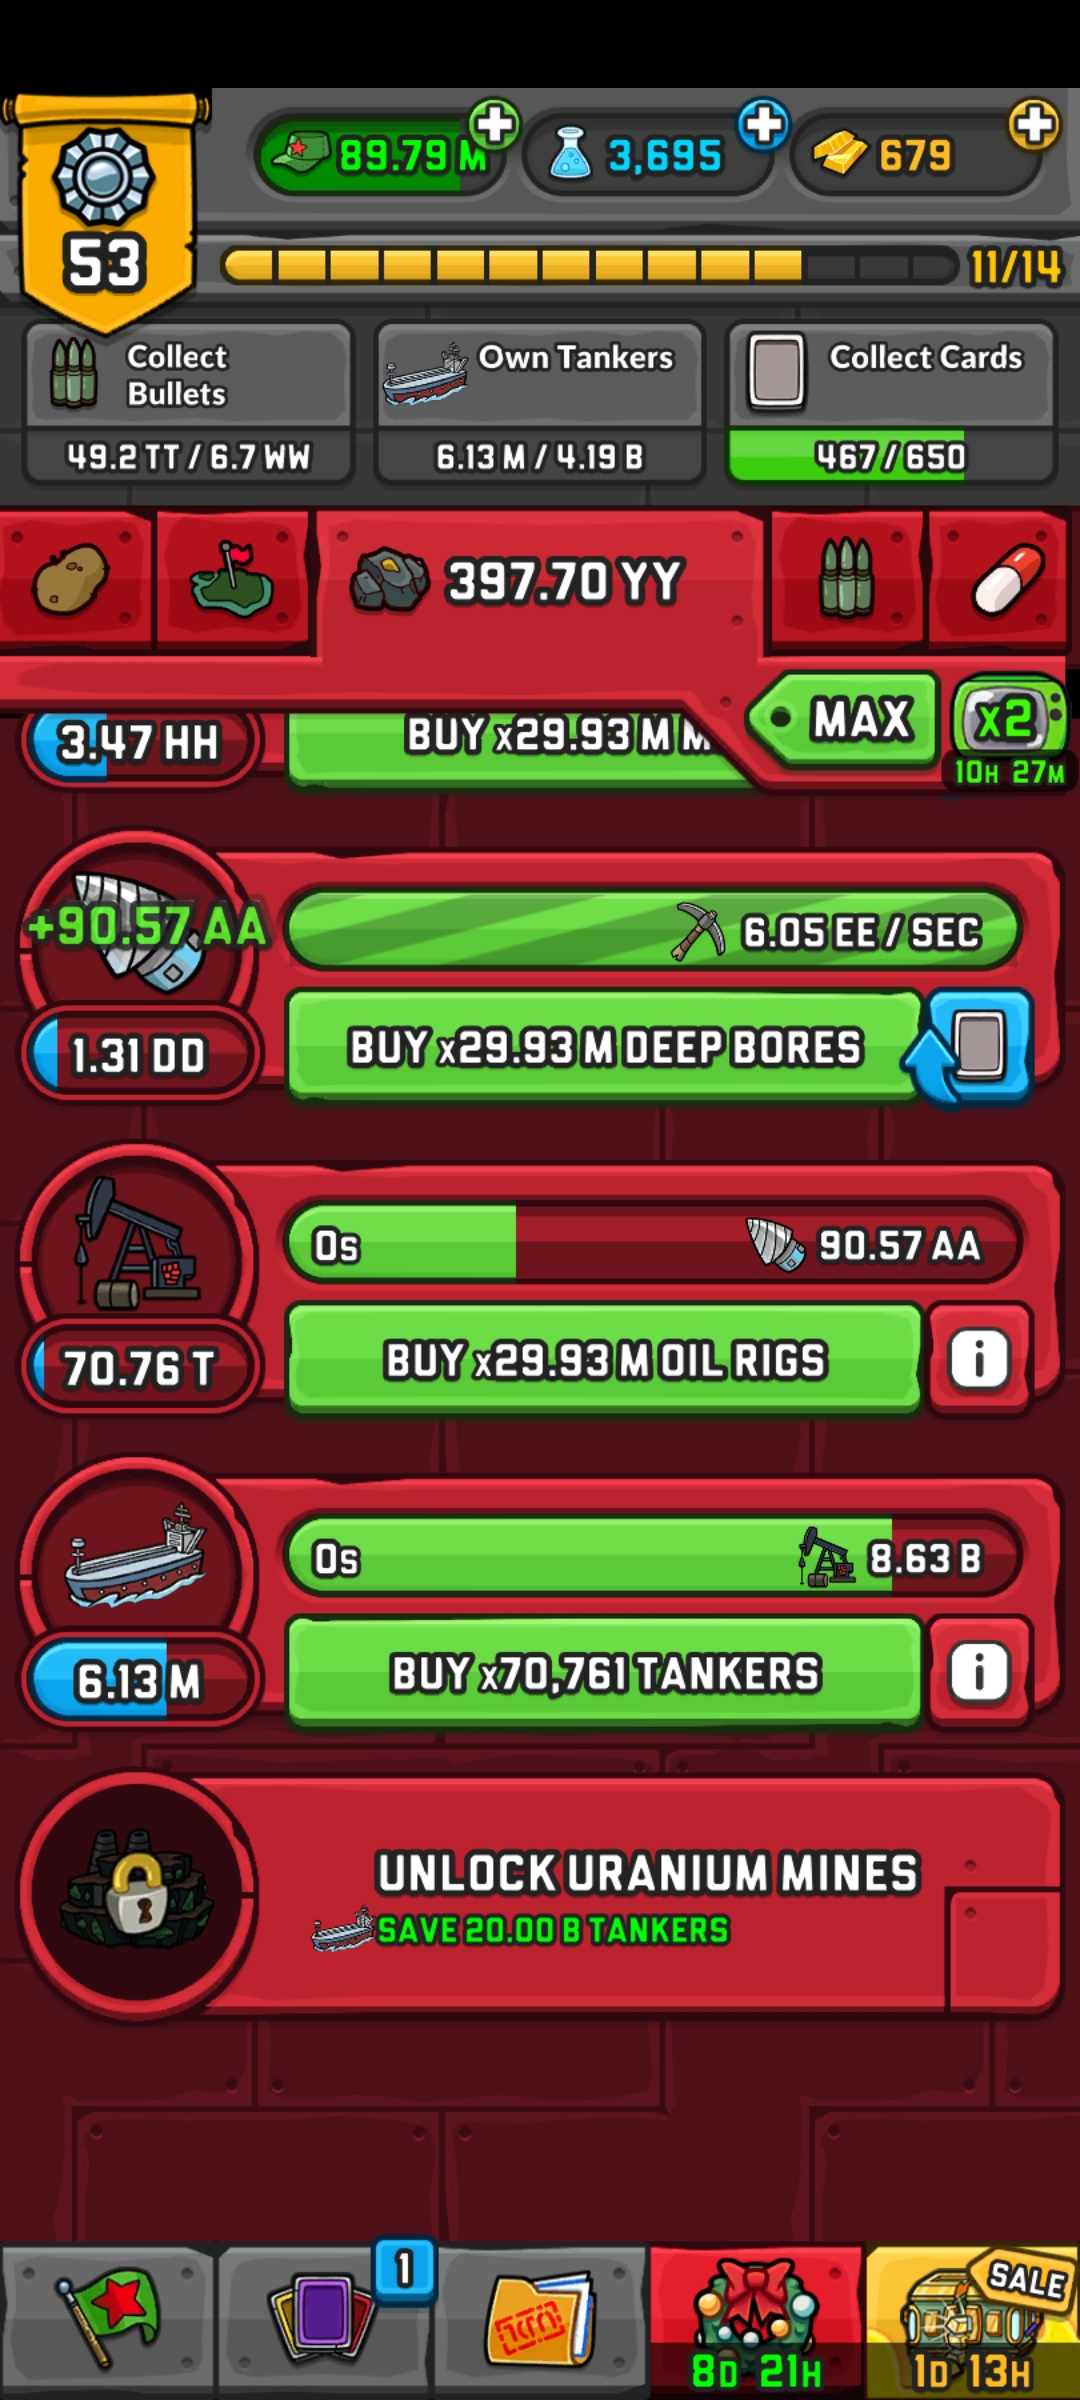 89.79 M
3,695
679
53
11/14
Collect
Bullets
49.2 TT / 6.7 WW
Own Tankers
6.13 M / 4.19 B
Collect Cards
467 / 650
397.70 YY
3.47 HH
BUY x29.93 M M
MAX
x2
10H 27M
+90.57 AA
6.05 EE / SEC
1.31 DD
BUY x29.93 M DEEP BORES
0s
90.57 AA
70.76 T
BUY x29.93 M OIL RIGS
i
0s
8.63 B
6.13 M
BUY x70,761 TANKERS
i
UNLOCK URANIUM MINES
SAVE 20.00 B TANKERS
1
8D 21H
SALE
1D 13H